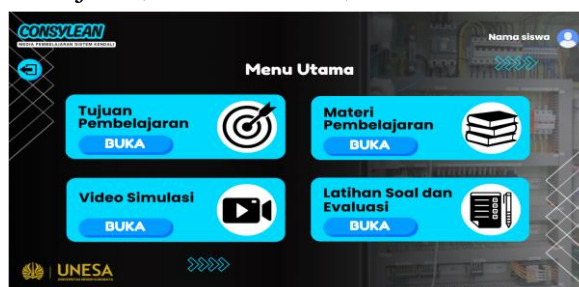 CONSYLEAN
MEDIA PEMBELAJARAN SISTEM KENDALI
Nama siswa
Menu Utama
Tujuan
Pembelajaran
BUKA
Materi
Pembelajaran
BUKA
Video Simulasi
BUKA
Latihan Soal dan
Evaluasi
BUKA
UNESA